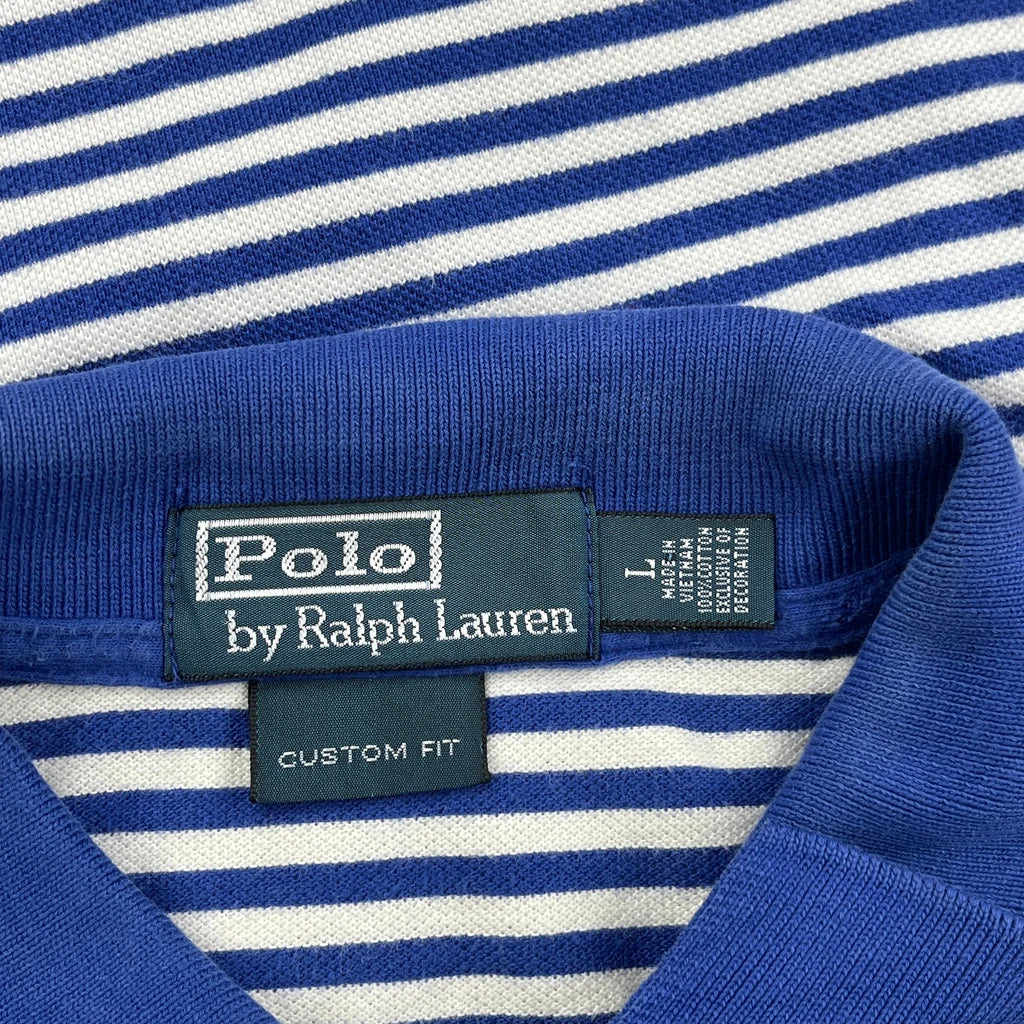 Polo
by Ralph Lauren
L
MADE-IN
VIETNAM
100%COTTON
EXCLUSIVE OF
DECORATION
CUSTOM FIT